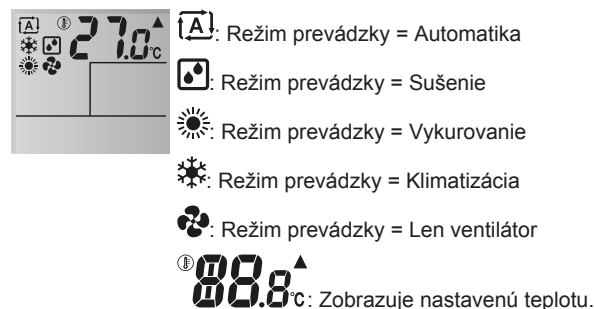 A 27.0°C
: Režim prevádzky = Automatika
: Režim prevádzky = Sušenie
: Režim prevádzky = Vykurovanie
: Režim prevádzky = Klimatizácia
: Režim prevádzky = Len ventilátor
88.8°C: Zobrazuje nastavenú teplotu.